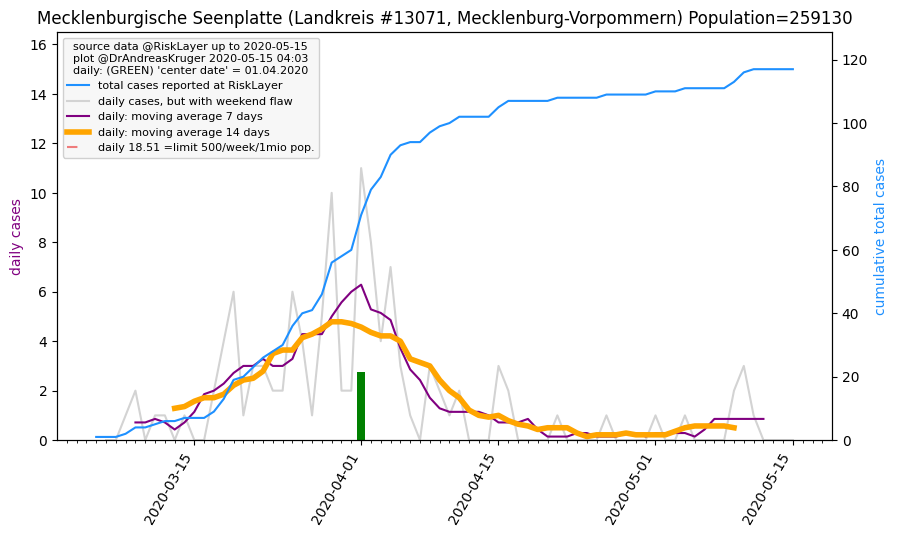 Mecklenburgische Seenplatte (Landkreis #13071, Mecklenburg-Vorpommern) Population=259130
source data @RiskLayer up to 2020-05-15
plot @DrAndreasKruger 2020-05-15 04:03
daily: (GREEN) 'center date' = 01.04.2020
total cases reported at RiskLayer
daily cases, but with weekend flaw
daily: moving average 7 days
daily: moving average 14 days
daily 18.51 =limit 500/week/1mio pop.
daily cases
16
14
12
10
8
6
4
2
0
cumulative total cases
120
100
80
60
40
20
0
2020-03-15
2020-04-01
2020-04-15
2020-05-01
2020-05-15